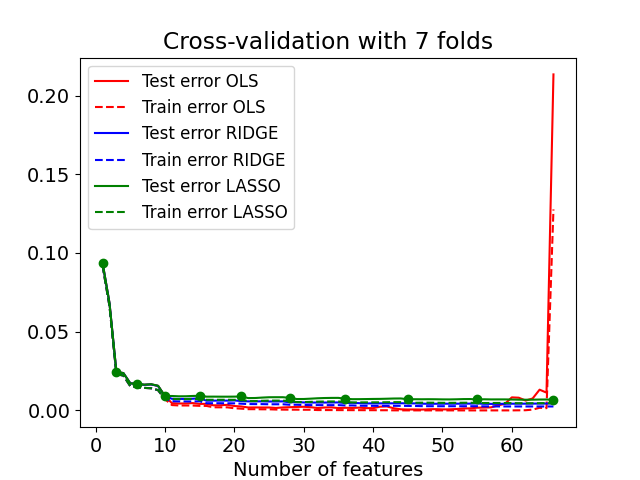 Cross-validation with 7 folds
Test error OLS
Train error OLS
Test error RIDGE
Train error RIDGE
Test error LASSO
Train error LASSO
0.20
0.15
0.10
0.05
0.00
0 10 20 30 40 50 60
Number of features